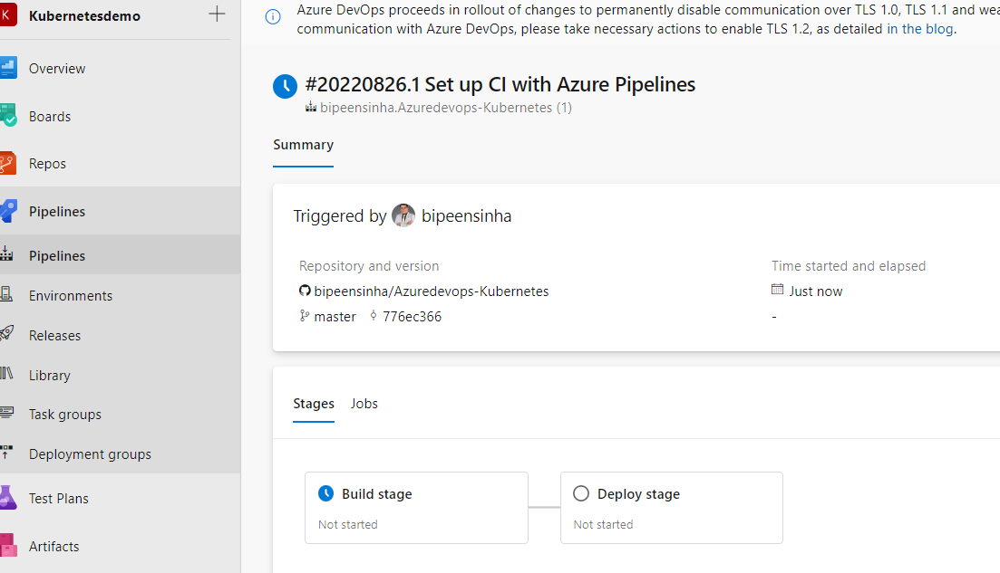 K Kubernetesdemo
Overview
Boards
Repos
Pipelines
Pipelines
Environments
Releases
Library
Task groups
Deployment groups
Test Plans
Artifacts
Azure DevOps proceeds in rollout of changes to permanently disable communication over TLS 1.0, TLS 1.1 and
communication with Azure DevOps, please take necessary actions to enable TLS 1.2, as detailed in the blog.
#20220826.1 Set up CI with Azure Pipelines
bipeensinha.Azuredevops-Kubernetes (1)
Summary
Triggered by bipeensinha
Repository and version
bipeensinha/Azuredevops-Kubernetes
master 776ec366
Time started and elapsed
Just now
-
Stages Jobs
Build stage
Not started
Deploy stage
Not started